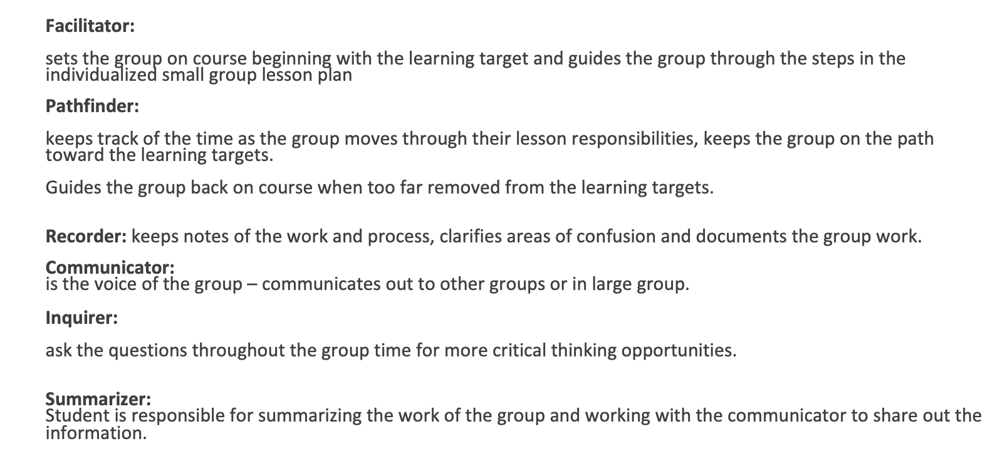 Facilitator:
sets the group on course beginning with the learning target and guides the group through the steps in the
individualized small group lesson plan
Pathfinder:
keeps track of the time as the group moves through their lesson responsibilities, keeps the group on the path
toward the learning targets.
Guides the group back on course when too far removed from the learning targets.
Recorder: keeps notes of the work and process, clarifies areas of confusion and documents the group work.
Communicator:
is the voice of the group – communicates out to other groups or in large group.
Inquirer:
ask the questions throughout the group time for more critical thinking opportunities.
Summarizer:
Student is responsible for summarizing the work of the group and working with the communicator to share out the
information.